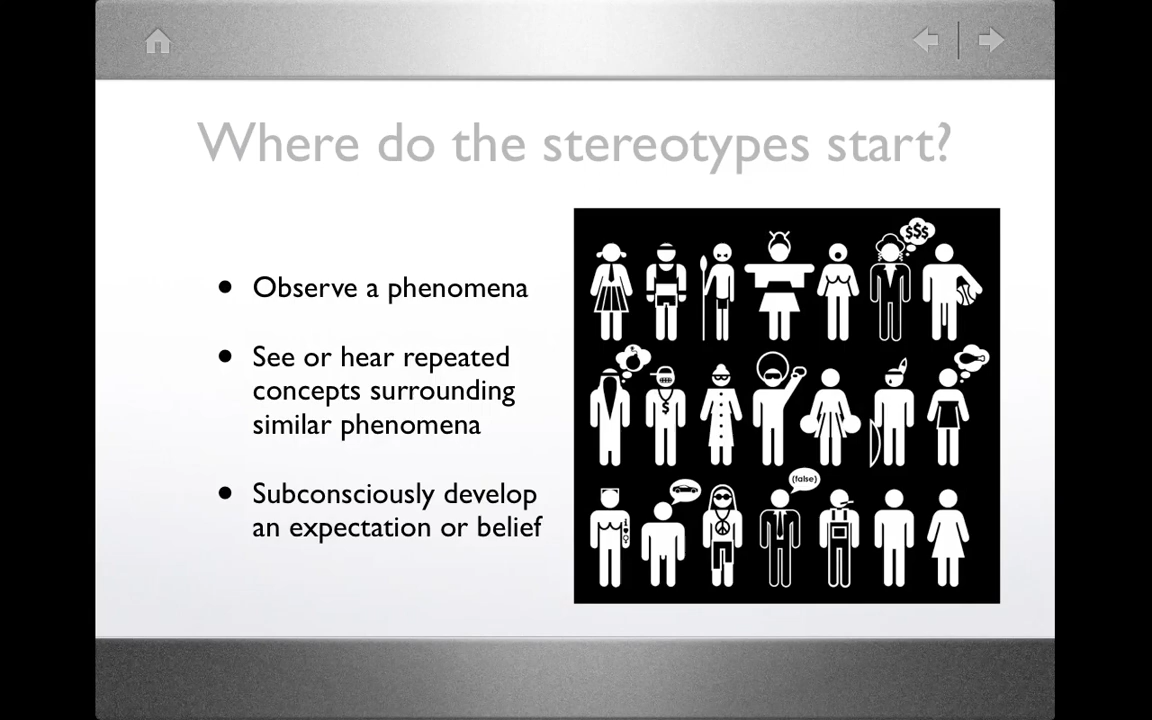 Where do the stereotypes start?
• Observe a phenomena
• See or hear repeated
concepts surrounding
similar phenomena
• Subconsciously develop
an expectation or belief
$$$
$
(false)